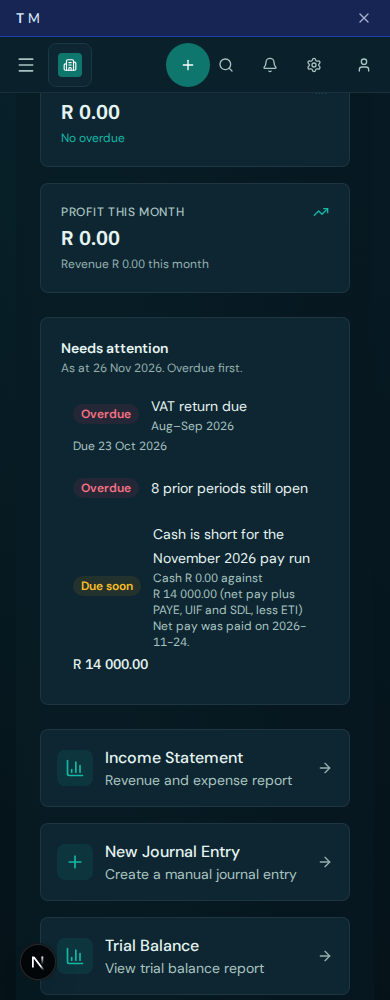 T M
R 0.00
No overdue
PROFIT THIS MONTH
R 0.00
Revenue R 0.00 this month
Needs attention
As at 26 Nov 2026. Overdue first.
Overdue
VAT return due
Aug–Sep 2026
Due 23 Oct 2026
Overdue
8 prior periods still open
Due soon
Cash is short for the
November 2026 pay run
Cash R 0.00 against
R 14 000.00 (net pay plus
PAYE, UIF and SDL, less ETI)
Net pay was paid on 2026-
11-24.
R 14 000.00
Income Statement
Revenue and expense report
New Journal Entry
Create a manual journal entry
Trial Balance
View trial balance report
N